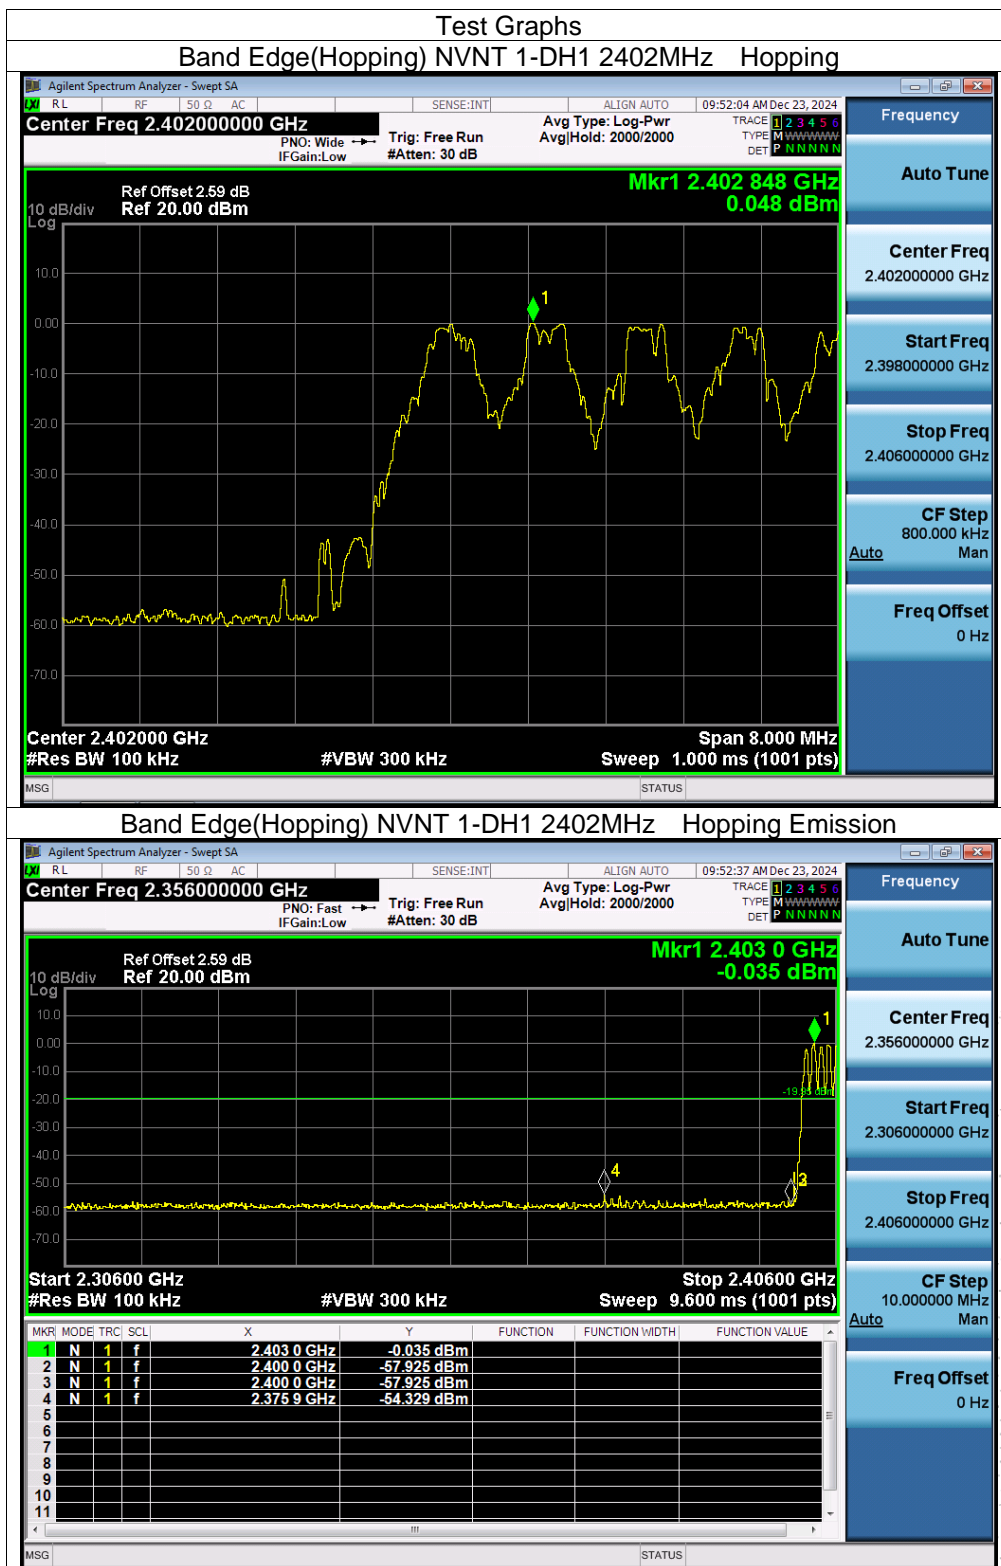 Test Graphs
Band Edge(Hopping) NVNT 1-DH1 2402MHz Hopping
Agilent Spectrum Analyzer - Swept SA
LXI RL RF 50 Ω AC SENSE:INT ALIGN AUTO 09:52:04 AM Dec 23, 2024
Center Freq 2.402000000 GHz
PNO: Wide
IFGain:Low
Trig: Free Run
#Atten: 30 dB
Avg Type: Log-Pwr
Avg|Hold: 2000/2000
TRACE 1 2 3 4 5 6
TYPE M WWWWW
DET P N N N N N
Mkr1 2.402 848 GHz
0.048 dBm
Ref Offset 2.59 dB
10 dB/div Ref 20.00 dBm
Log
10.0
0.00
-10.0
-20.0
-30.0
-40.0
-50.0
-60.0
-70.0
1
Center 2.402000 GHz Span 8.000 MHz
#Res BW 100 kHz #VBW 300 kHz Sweep 1.000 ms (1001 pts)
MSG STATUS
Frequency
Auto Tune
Center Freq
2.402000000 GHz
Start Freq
2.398000000 GHz
Stop Freq
2.406000000 GHz
CF Step
800.000 kHz
Auto Man
Freq Offset
0 Hz
Band Edge(Hopping) NVNT 1-DH1 2402MHz Hopping Emission
Agilent Spectrum Analyzer - Swept SA
LXI RL RF 50 Ω AC SENSE:INT ALIGN AUTO 09:52:37 AM Dec 23, 2024
Center Freq 2.356000000 GHz
PNO: Fast
IFGain:Low
Trig: Free Run
#Atten: 30 dB
Avg Type: Log-Pwr
Avg|Hold: 2000/2000
TRACE 1 2 3 4 5 6
TYPE M WWWWW
DET P N N N N N
Mkr1 2.403 0 GHz
-0.035 dBm
Ref Offset 2.59 dB
10 dB/div Ref 20.00 dBm
Log
10.0
0.00
-10.0
-20.0
-30.0
-40.0
-50.0
-60.0
-70.0
1
-19.95 dBm
4
3
Start 2.30600 GHz Stop 2.40600 GHz
#Res BW 100 kHz #VBW 300 kHz Sweep 9.600 ms (1001 pts)
MKR MODE TRC SCL X Y FUNCTION FUNCTION WIDTH FUNCTION VALUE
1 N 1 f 2.403 0 GHz -0.035 dBm
2 N 1 f 2.400 0 GHz -57.925 dBm
3 N 1 f 2.400 0 GHz -57.925 dBm
4 N 1 f 2.375 9 GHz -54.329 dBm
5
6
7
8
9
10
11
MSG STATUS
Frequency
Auto Tune
Center Freq
2.356000000 GHz
Start Freq
2.306000000 GHz
Stop Freq
2.406000000 GHz
CF Step
10.000000 MHz
Auto Man
Freq Offset
0 Hz